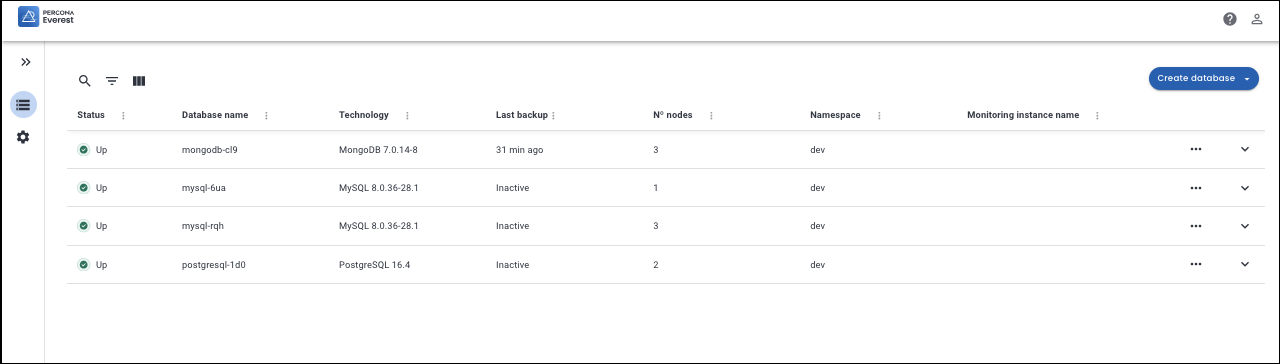 PERCONA
Everest
Create database
Status Database name Technology Last backup Nº nodes Namespace Monitoring instance name
Up mongodb-cl9 MongoDB 7.0.14-8 31 min ago 3 dev
Up mysql-6ua MySQL 8.0.36-28.1 Inactive 1 dev
Up mysql-rqh MySQL 8.0.36-28.1 Inactive 3 dev
Up postgresql-1d0 PostgreSQL 16.4 Inactive 2 dev